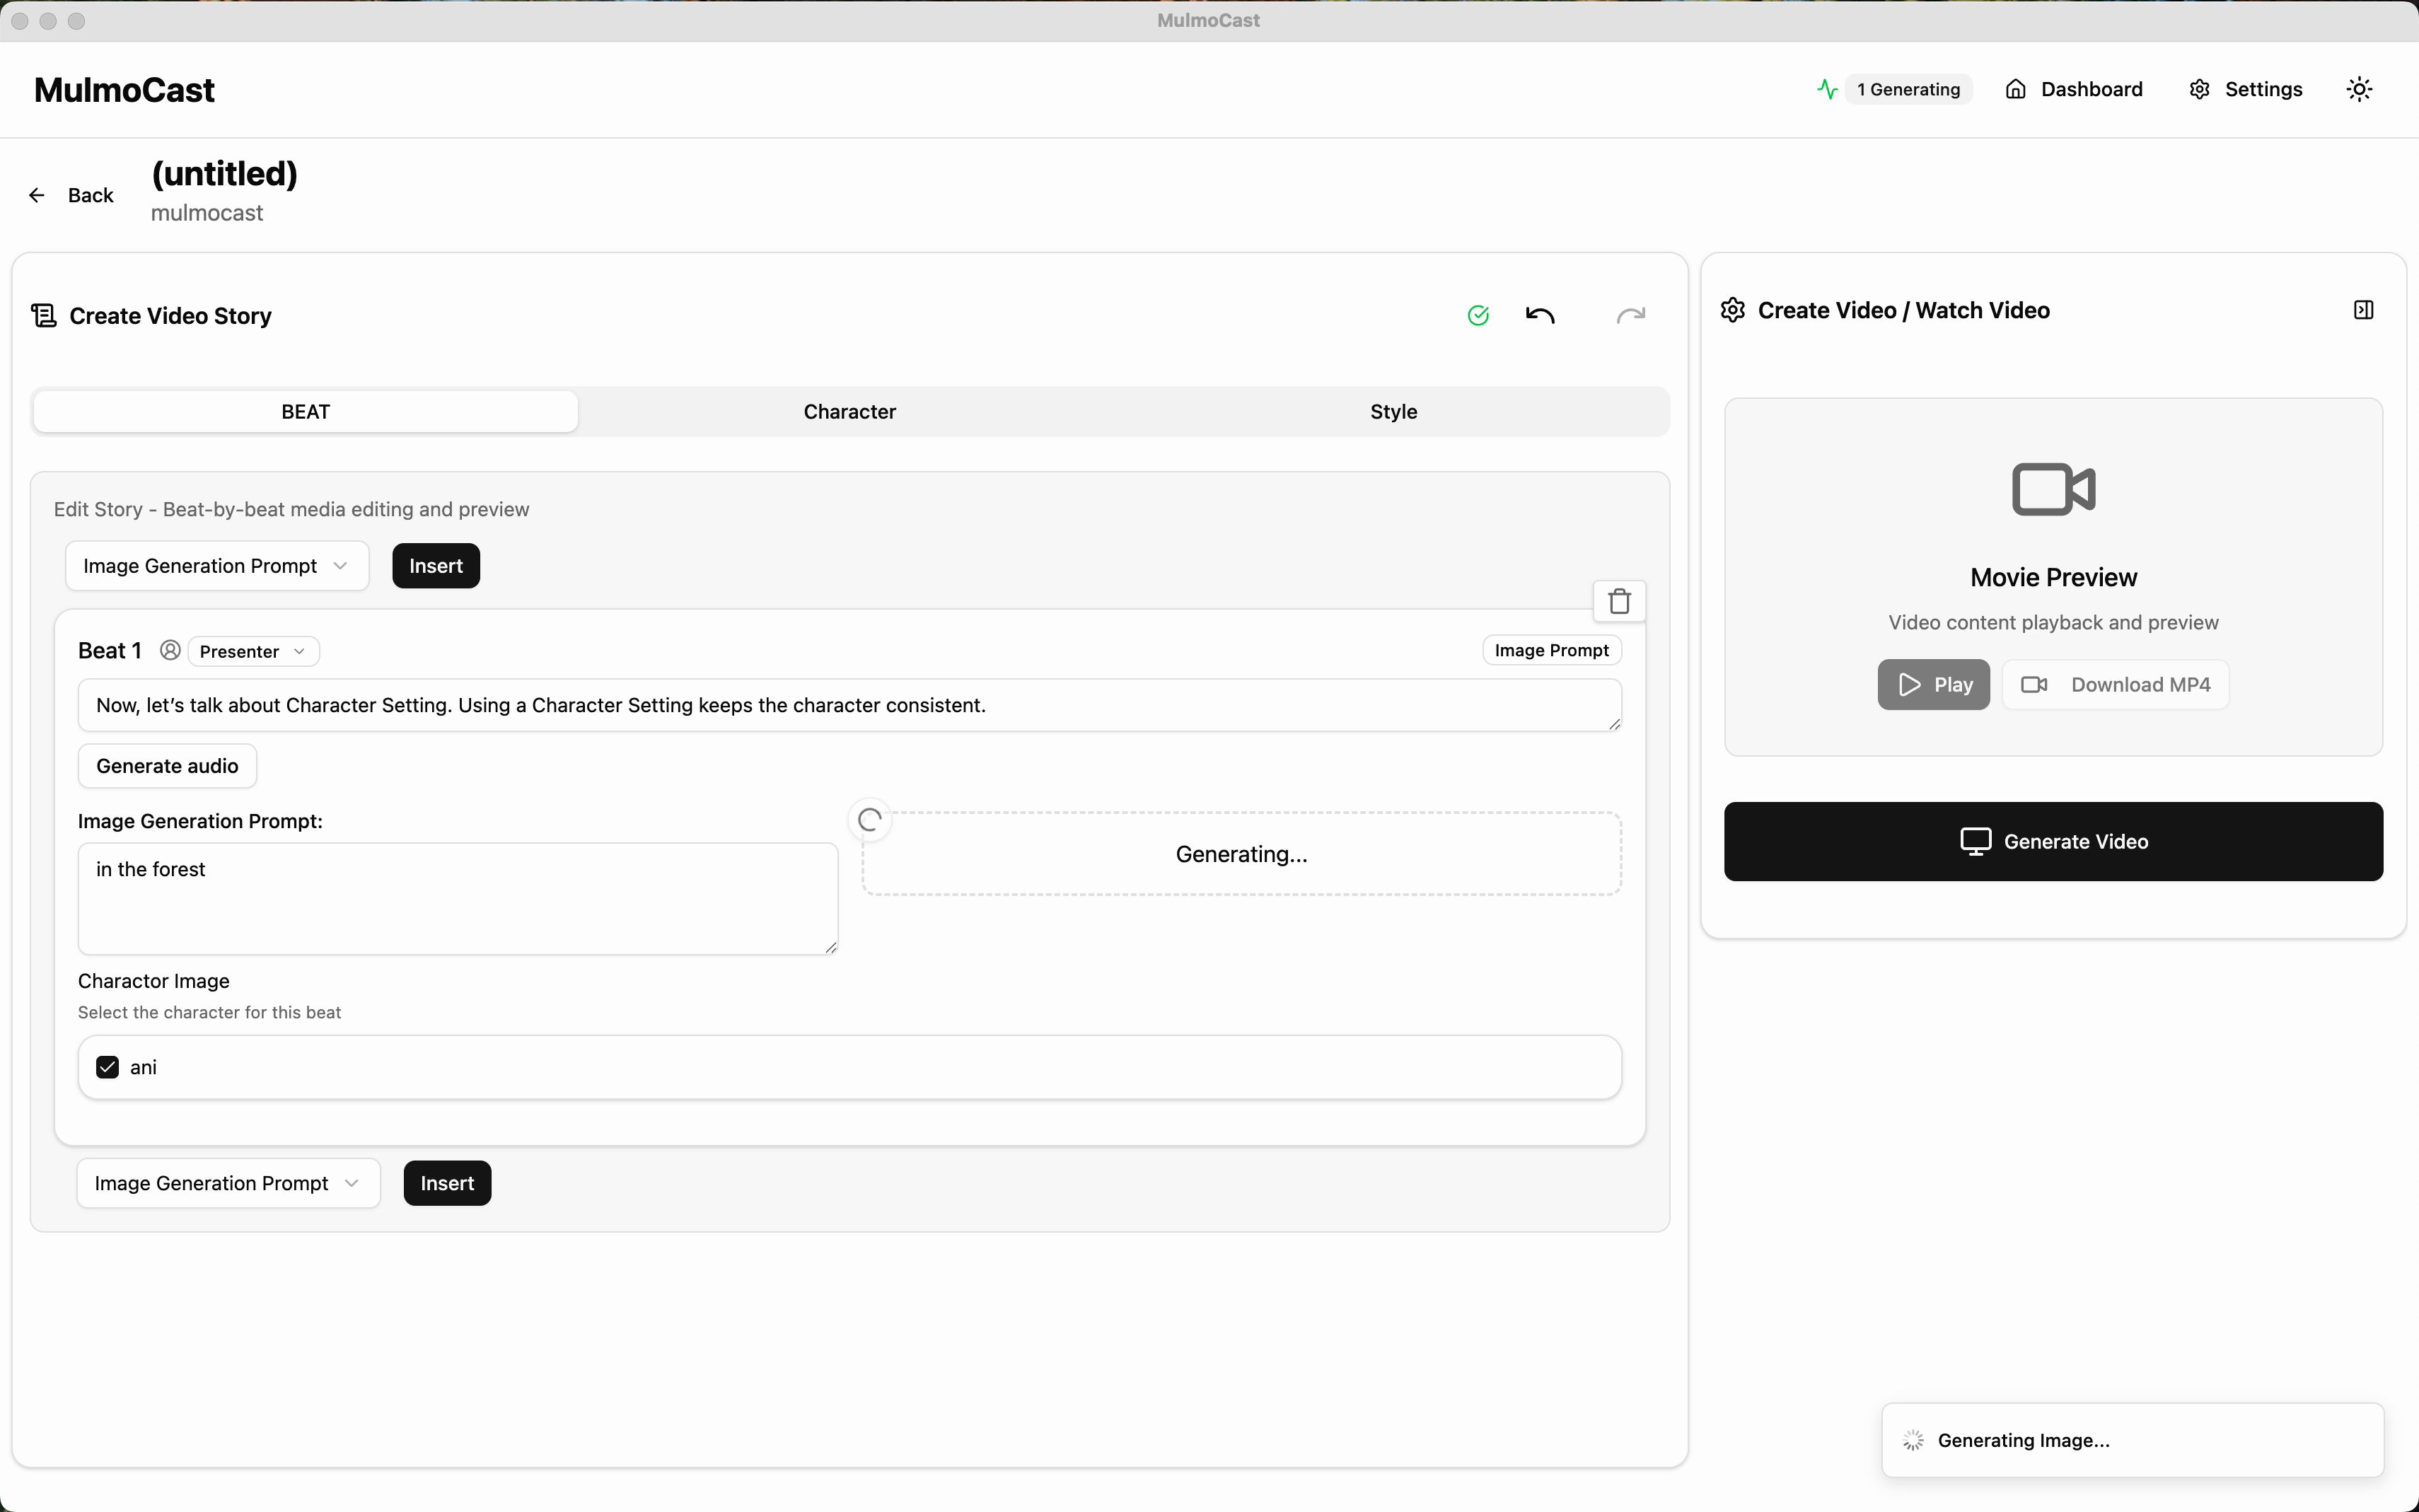 MulmoCast
MulmoCast
1 Generating
Dashboard
Settings
Back
(untitled)
mulmocast
Create Video Story
BEAT
Character
Style
Edit Story - Beat-by-beat media editing and preview
Image Generation Prompt
Insert
Beat 1
Presenter
Image Prompt
Now, let’s talk about Character Setting. Using a Character Setting keeps the character consistent.
Generate audio
Image Generation Prompt:
in the forest
Generating...
Charactor Image
Select the character for this beat
ani
Image Generation Prompt
Insert
Create Video / Watch Video
Movie Preview
Video content playback and preview
Play
Download MP4
Generate Video
Generating Image...